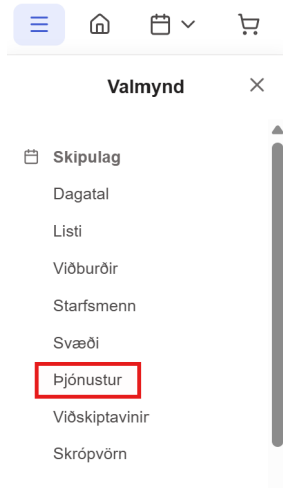 Valmynd
Skipulag
Dagatal
Listi
Viðburðir
Starfsmenn
Svæði
Þjónustur
Viðskiptavinir
Skrópvörn